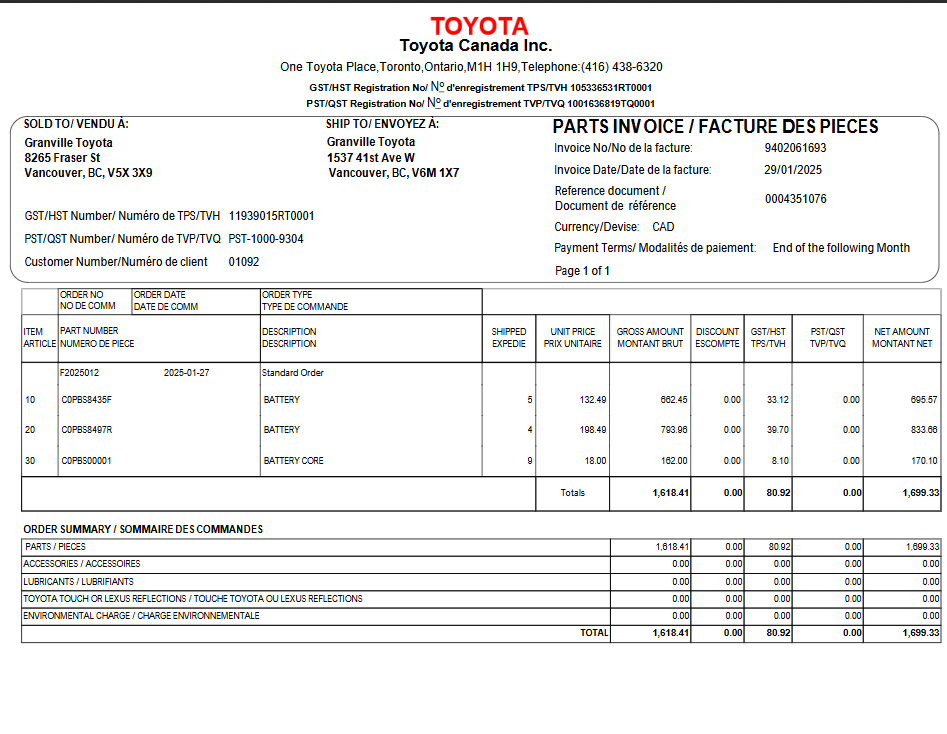 TOYOTA
Toyota Canada Inc.
One Toyota Place,Toronto,Ontario,M1H 1H9,Telephone:(416) 438-6320
GST/HST Registration No/ Nº d'enregistrement TPS/TVH 105336531RT0001
PST/QST Registration No/ Nº d'enregistrement TVP/TVQ 1001636819TQ0001
SOLD TO/ VENDU À:
Granville Toyota
8265 Fraser St
Vancouver, BC, V5X 3X9
SHIP TO/ ENVOYEZ À:
Granville Toyota
1537 41st Ave W
Vancouver, BC, V6M 1X7
GST/HST Number/ Numéro de TPS/TVH 11939015RT0001
PST/QST Number/ Numéro de TVP/TVQ PST-1000-9304
Customer Number/Numéro de client 01092
PARTS INVOICE / FACTURE DES PIECES
Invoice No/No de la facture: 9402061693
Invoice Date/Date de la facture: 29/01/2025
Reference document /
Document de référence 0004351076
Currency/Devise: CAD
Payment Terms/ Modalités de paiement: End of the following Month
Page 1 of 1
ORDER NO ORDER DATE ORDER TYPE
NO DE COMM DATE DE COMM TYPE DE COMMANDE
ITEM PART NUMBER DESCRIPTION SHIPPED UNIT PRICE GROSS AMOUNT DISCOUNT GST/HST PST/QST NET AMOUNT
ARTICLE NUMERO DE PIECE DESCRIPTION EXPEDIE PRIX UNITAIRE MONTANT BRUT ESCOMPTE TPS/TVH TVP/TVQ MONTANT NET
F2025012 2025-01-27 Standard Order
10 C0PBS8435F BATTERY 5 132.49 662.45 0.00 33.12 0.00 695.57
20 C0PBS8497R BATTERY 4 198.49 793.96 0.00 39.70 0.00 833.66
30 C0PBS00001 BATTERY CORE 9 18.00 162.00 0.00 8.10 0.00 170.10
Totals 1,618.41 0.00 80.92 0.00 1,699.33
ORDER SUMMARY / SOMMAIRE DES COMMANDES
PARTS / PIECES 1,618.41 0.00 80.92 0.00 1,699.33
ACCESSORIES / ACCESSOIRES 0.00 0.00 0.00 0.00 0.00
LUBRICANTS / LUBRIFIANTS 0.00 0.00 0.00 0.00 0.00
TOYOTA TOUCH OR LEXUS REFLECTIONS / TOUCHE TOYOTA OU LEXUS REFLECTIONS 0.00 0.00 0.00 0.00 0.00
ENVIRONMENTAL CHARGE / CHARGE ENVIRONNEMENTALE 0.00 0.00 0.00 0.00 0.00
TOTAL 1,618.41 0.00 80.92 0.00 1,699.33